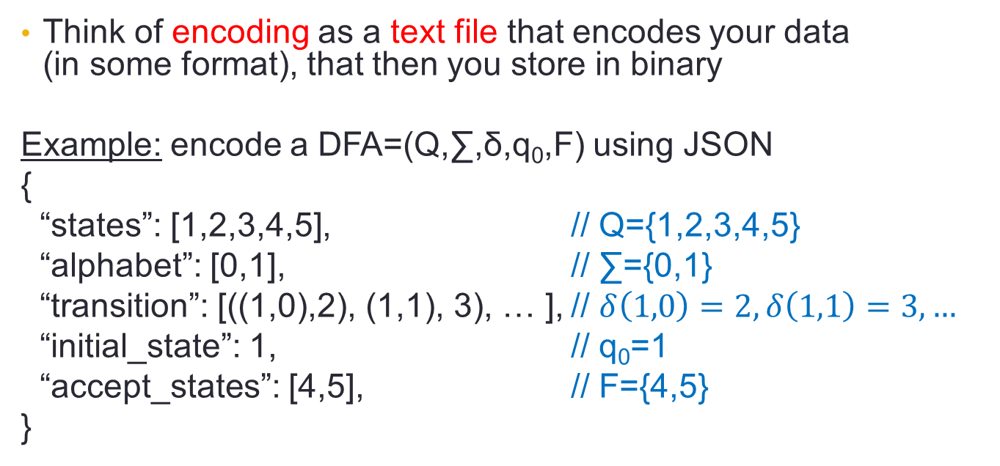 • Think of encoding as a text file that encodes your data
(in some format), that then you store in binary
Example: encode a DFA=(Q,∑,δ,q₀,F) using JSON
{
“states”: [1,2,3,4,5], // Q={1,2,3,4,5}
“alphabet”: [0,1], // ∑={0,1}
“transition”: [((1,0),2), (1,1), 3), … ], // 𝛿(1,0) = 2, 𝛿(1,1) = 3, …
“initial_state”: 1, // q₀=1
“accept_states”: [4,5], // F={4,5}
}